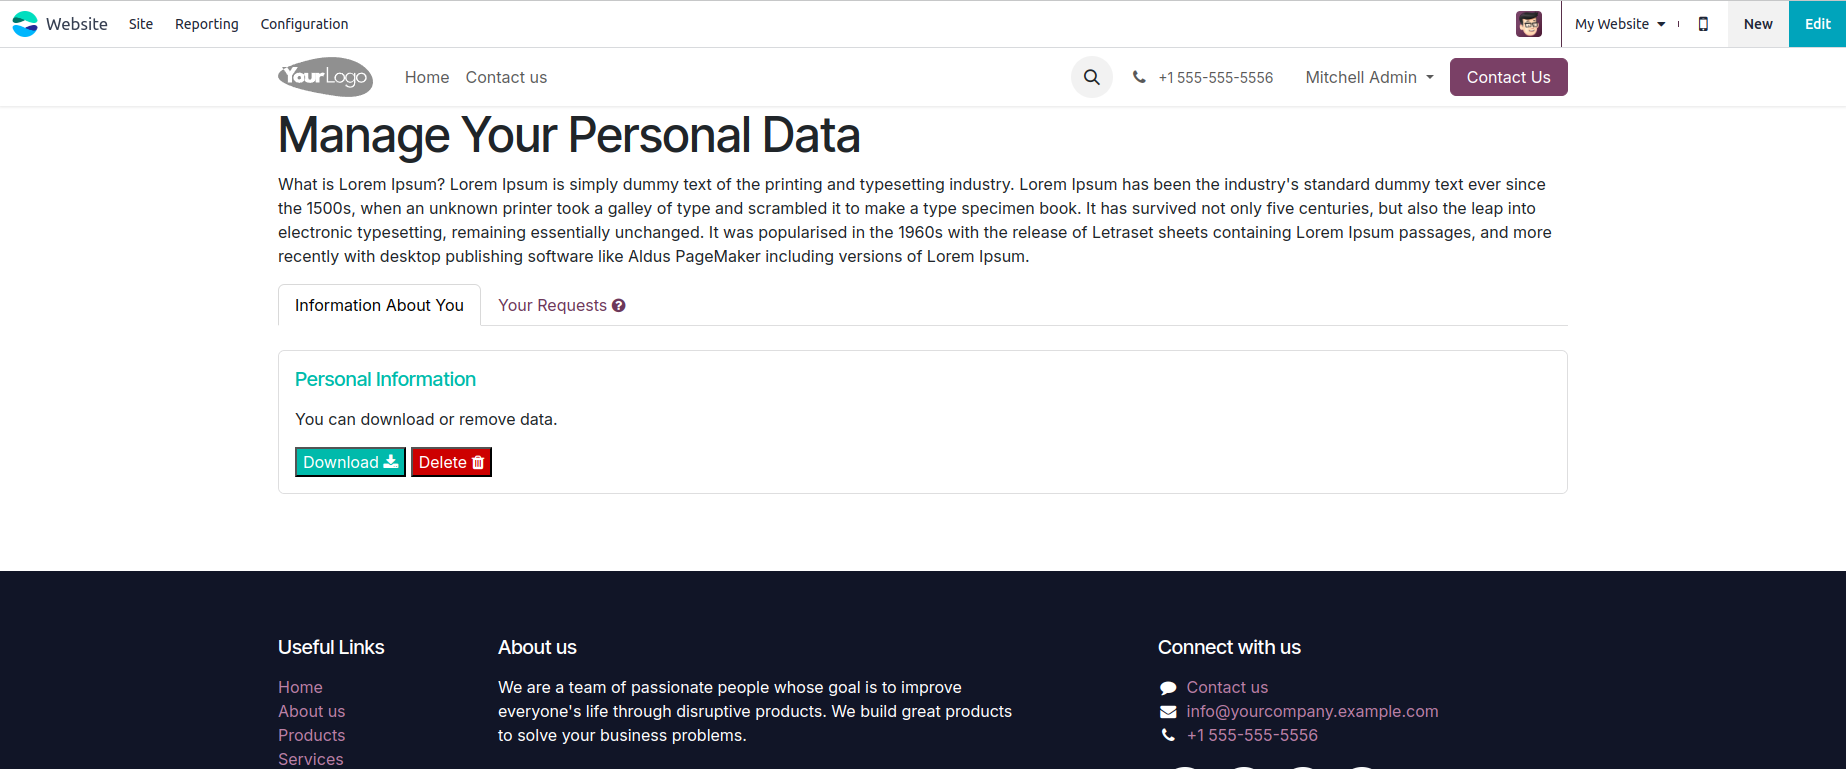 Website Site Reporting Configuration My Website New Edit
YourLogo Home Contact us +1 555-555-5556 Mitchell Admin Contact Us
Manage Your Personal Data
What is Lorem Ipsum? Lorem Ipsum is simply dummy text of the printing and typesetting industry. Lorem Ipsum has been the industry's standard dummy text ever since
the 1500s, when an unknown printer took a galley of type and scrambled it to make a type specimen book. It has survived not only five centuries, but also the leap into
electronic typesetting, remaining essentially unchanged. It was popularised in the 1960s with the release of Letraset sheets containing Lorem Ipsum passages, and more
recently with desktop publishing software like Aldus PageMaker including versions of Lorem Ipsum.
Information About You Your Requests
Personal Information
You can download or remove data.
Download Delete
Useful Links
Home
About us
Products
Services
About us
We are a team of passionate people whose goal is to improve
everyone's life through disruptive products. We build great products
to solve your business problems.
Connect with us
Contact us
info@yourcompany.example.com
+1 555-555-5556